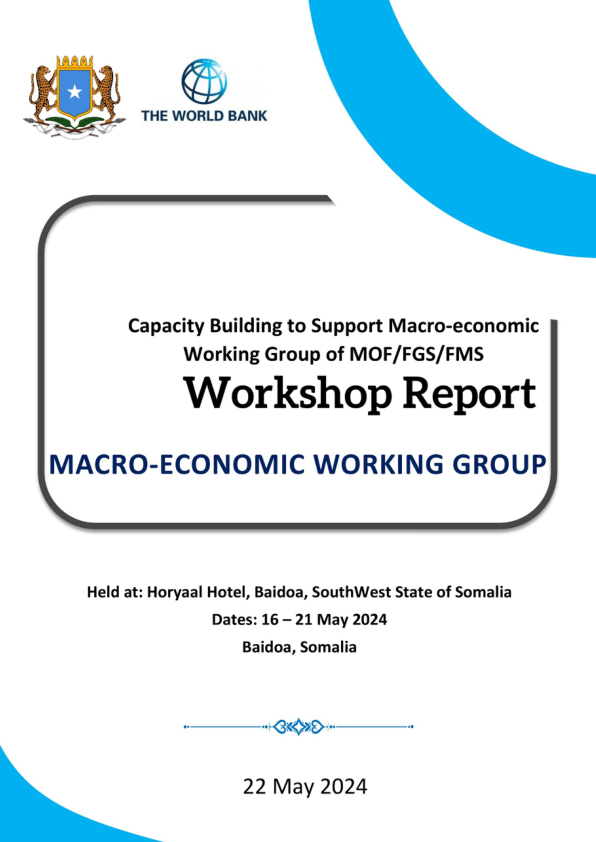 THE WORLD BANK
Capacity Building to Support Macro-economic
Working Group of MOF/FGS/FMS
Workshop Report
MACRO-ECONOMIC WORKING GROUP
Held at: Horyaal Hotel, Baidoa, SouthWest State of Somalia
Dates: 16 – 21 May 2024
Baidoa, Somalia
22 May 2024